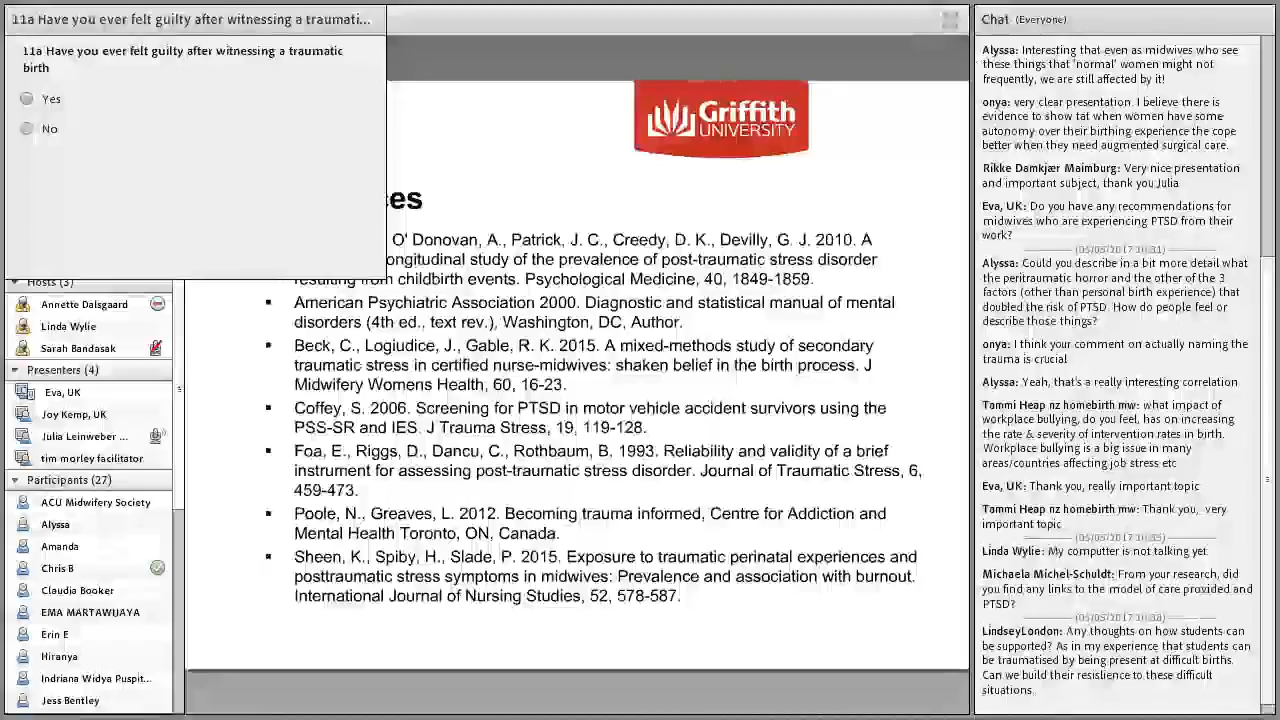 11a Have you ever felt guilty after witnessing a traumati...
11a Have you ever felt guilty after witnessing a traumatic
birth
Yes
No
Hosts (3)
Annette Dalsgaard
Linda Wylie
Sarah Bandasak
Presenters (4)
Eva, UK
Joy Kemp, UK
Julia Leinweber ...
tim morley facilitator
Participants (27)
ACU Midwifery Society
Alyssa
Amanda
Chris B
Claudia Booker
EMA MARTAWIJAYA
Erin E
Hiranya
Indriana Widya Puspit...
Jess Bentley
Griffith
UNIVERSITY
ces
O' Donovan, A., Patrick, J. C., Creedy, D. K., Devilly, G. J. 2010. A
ongitudinal study of the prevalence of post-traumatic stress disorder
resulting from childbirth events. Psychological Medicine, 40, 1849-1859.
▪ American Psychiatric Association 2000. Diagnostic and statistical manual of mental
disorders (4th ed., text rev.), Washington, DC, Author.
▪ Beck, C., Logiudice, J., Gable, R. K. 2015. A mixed-methods study of secondary
traumatic stress in certified nurse-midwives: shaken belief in the birth process. J
Midwifery Womens Health, 60, 16-23.
▪ Coffey, S. 2006. Screening for PTSD in motor vehicle accident survivors using the
PSS-SR and IES. J Trauma Stress, 19, 119-128.
▪ Foa, E., Riggs, D., Dancu, C., Rothbaum, B. 1993. Reliability and validity of a brief
instrument for assessing post-traumatic stress disorder. Journal of Traumatic Stress, 6,
459-473.
▪ Poole, N., Greaves, L. 2012. Becoming trauma informed, Centre for Addiction and
Mental Health Toronto, ON, Canada.
▪ Sheen, K., Spiby, H., Slade, P. 2015. Exposure to traumatic perinatal experiences and
posttraumatic stress symptoms in midwives: Prevalence and association with burnout.
International Journal of Nursing Studies, 52, 578-587.
Chat (Everyone)
Alyssa: Interesting that even as midwives who see
these things that 'normal' women might not
frequently, we are still affected by it!
onya: very clear presentation. I believe there is
evidence to show tat when women have some
autonomy over their birthing experience the cope
better when they need augmented surgical care.
Rikke Damkjær Maimburg: Very nice presentation
and important subject, thank you Julia
Eva, UK: Do you have any recommendations for
midwives who are experiencing PTSD from their
work?
Alyssa: Could you describe in a bit more detail what
the peritraumatic horror and the other of the 3
factors (other than personal birth experience) that
doubled the risk of PTSD. How do people feel or
describe those things?
onya: I think your comment on actually naming the
trauma is crucial
Alyssa: Yeah, that's a really interesting correlation
Tammi Heap nz homebirth mw: what impact of
workplace bullying, do you feel, has on increasing
the rate & severity of intervention rates in birth.
Workplace bullying is a big issue in many
areas/countries affecting job stress etc
Eva, UK: Thank you, really important topic
Tammi Heap nz homebirth mw: Thank you, very
important topic
Linda Wylie: My computer is not talking yet
Michaela Michel-Schuldt: From your research, did
you find any links to the model of care provided and
PTSD?
LindseyLondon: Any thoughts on how students can
be supported? As in my experience that students can
be traumatised by being present at difficult births.
Can we build their resislience to these difficult
situations.